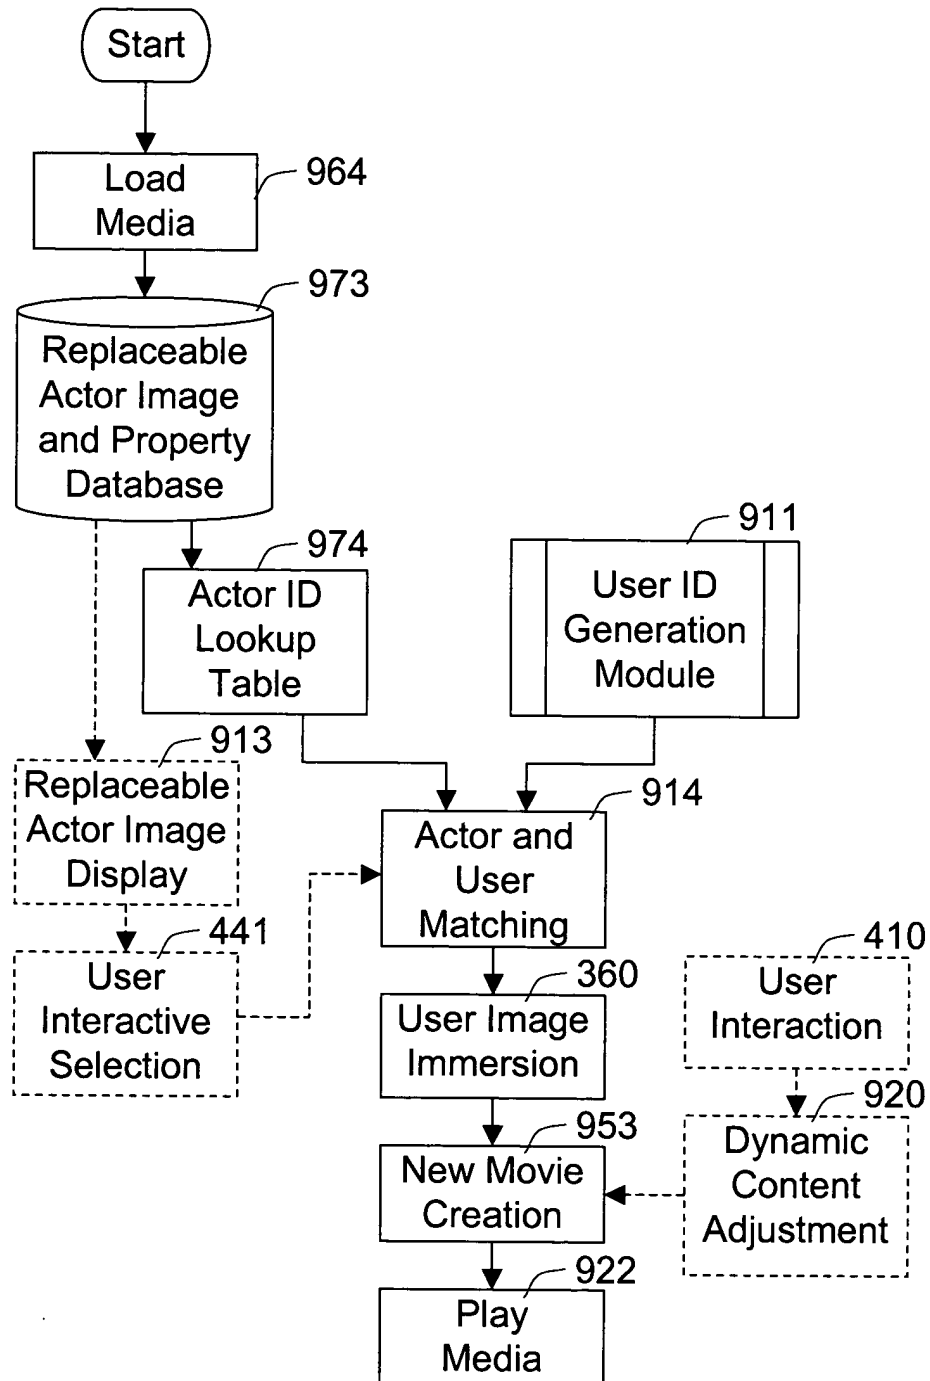 Start
964
Load
Media
973
Replaceable
Actor Image
and Property
Database
974
Actor ID
Lookup
Table
911
User ID
Generation
Module
913
Replaceable
Actor Image
Display
914
Actor and
User
Matching
441
User
Interactive
Selection
360
User Image
Immersion
410
User
Interaction
920
Dynamic
Content
Adjustment
953
New Movie
Creation
922
Play
Media